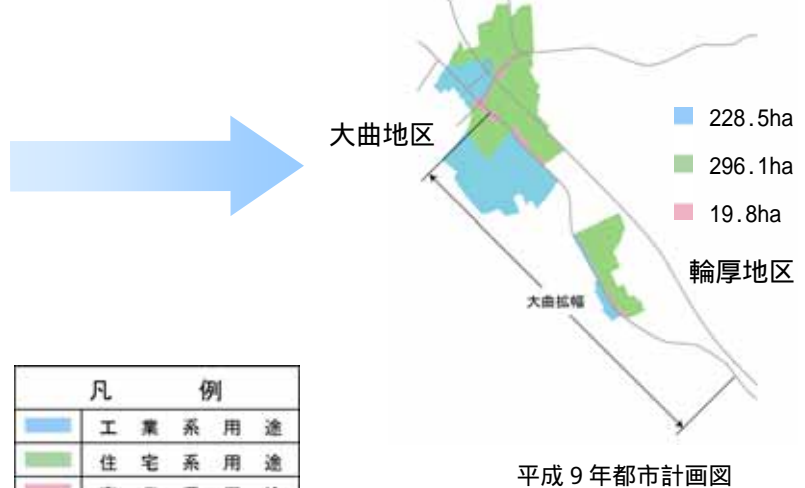 大曲地区
228.5ha
296.1ha
19.8ha
輪厚地区
大曲拡幅
凡 例
工 業 系 用 途
住 宅 系 用 途
平成9年都市計画図